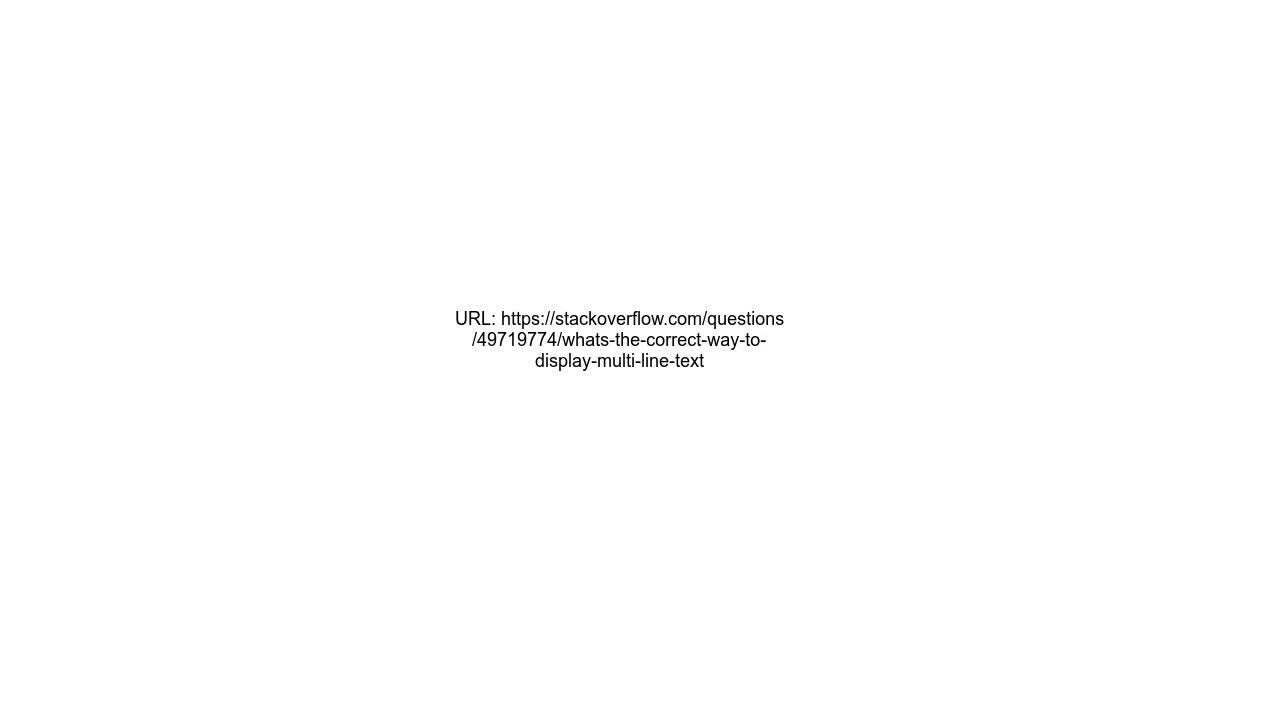 URL: https://stackoverflow.com/questions
/49719774/whats-the-correct-way-to-
display-multi-line-text